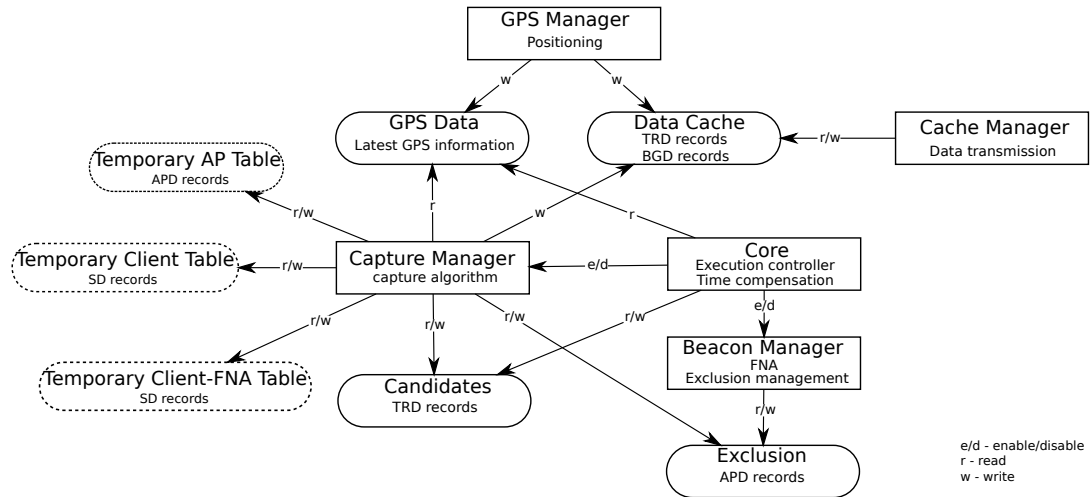 GPS Manager
Positioning
w
w
GPS Data
Latest GPS information
Data Cache
TRD records
BGD records
r/w
Cache Manager
Data transmission
Temporary AP Table
APD records
r/w
r
w
r
Temporary Client Table
SD records
r/w
Capture Manager
capture algorithm
e/d
Core
Execution controller
Time compensation
r/w
r/w
r/w
r/w
e/d
Temporary Client-FNA Table
SD records
Candidates
TRD records
Beacon Manager
FNA
Exclusion management
r/w
Exclusion
APD records
e/d - enable/disable
r - read
w - write